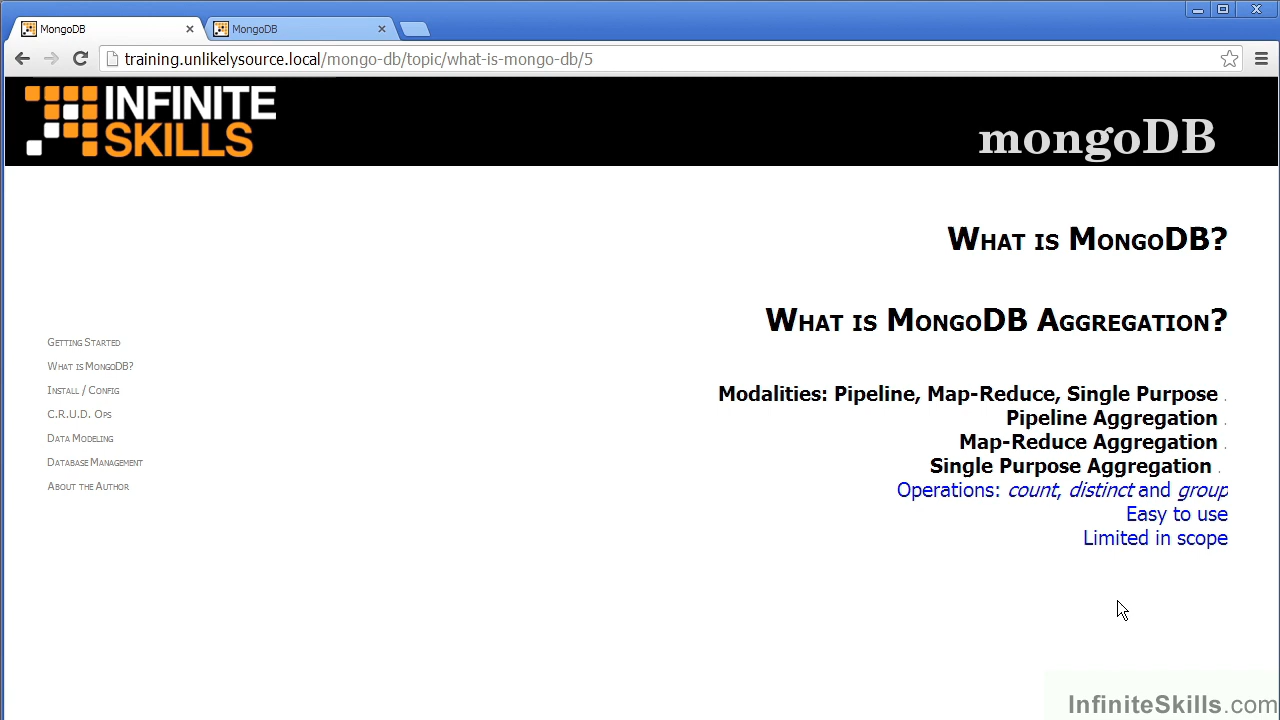 MongoDB
MongoDB
training.unlikelysource.local/mongo-db/topic/what-is-mongo-db/5
INFINITE
SKILLS
mongoDB
What is MongoDB?
What is MongoDB Aggregation?
Getting Started
What is MongoDB?
Install / Config
C.R.U.D. Ops
Data Modeling
Database Management
About the Author
Modalities: Pipeline, Map-Reduce, Single Purpose .
Pipeline Aggregation .
Map-Reduce Aggregation .
Single Purpose Aggregation .
Operations: count, distinct and group
Easy to use
Limited in scope
InfiniteSkills.com